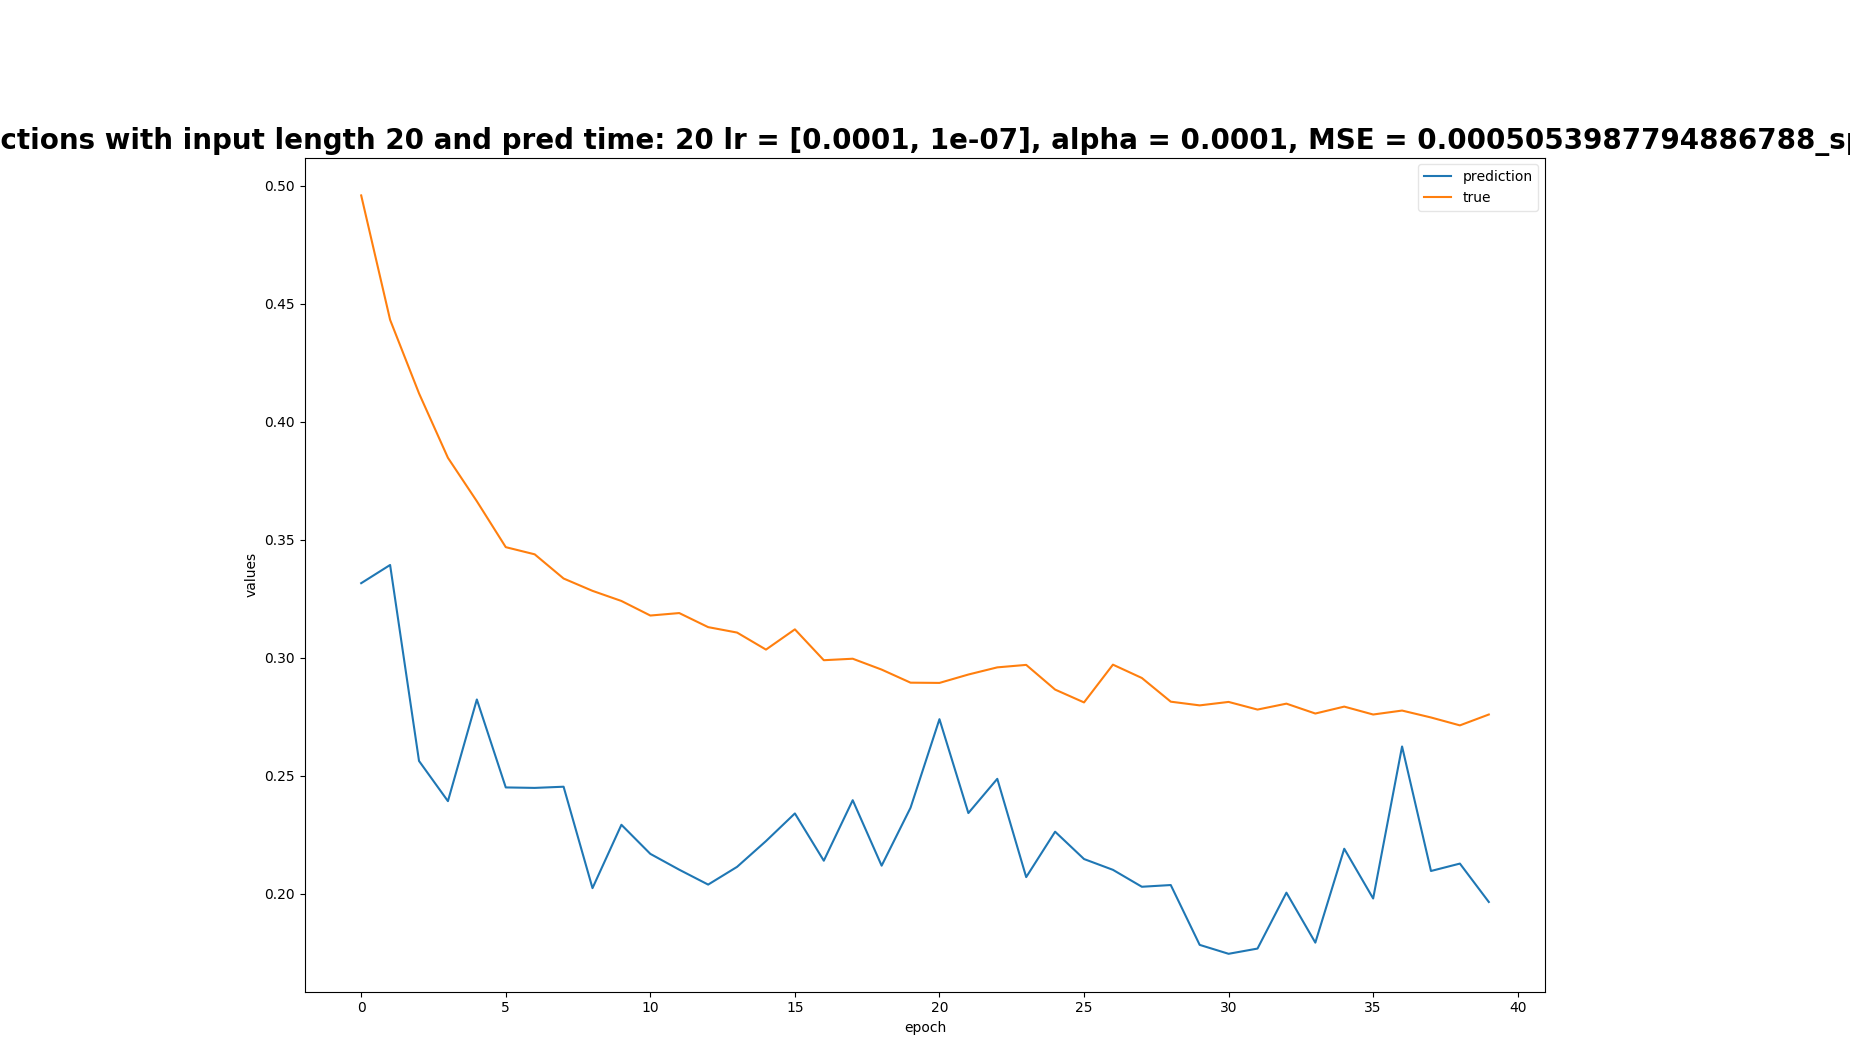 ctions with input length 20 and pred time: 20 lr = [0.0001, 1e-07], alpha = 0.0001, MSE = 0.0005053987794886788_sp
prediction
true
0.50
0.45
0.40
0.35
0.30
0.25
0.20
values
0 5 10 15 20 25 30 35 40
epoch